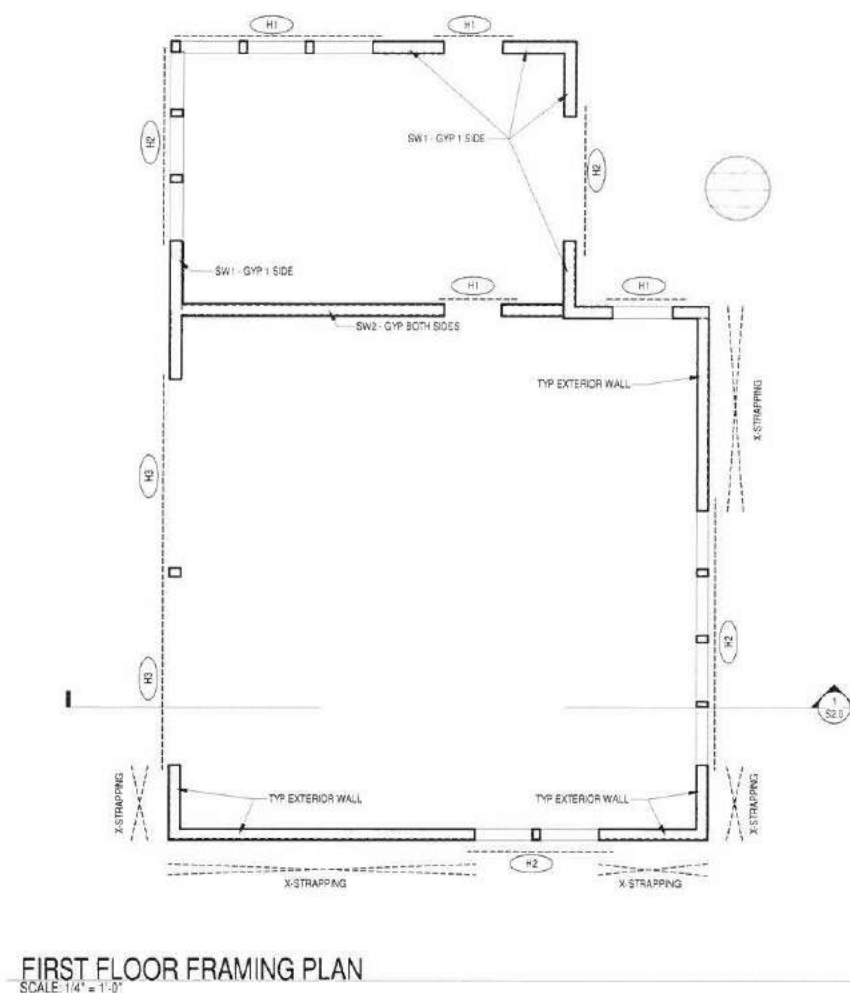 H1
H1
H2
SW1 - GYP 1 SIDE
H2
SW1 - GYP 1 SIDE
H1
H1
SW2 - GYP BOTH SIDES
TYP EXTERIOR WALL
X-STRAPPING
H3
H2
H3
1
S2.0
X-STRAPPING
TYP EXTERIOR WALL
TYP EXTERIOR WALL
X-STRAPPING
H2
X-STRAPPING
X-STRAPPING
FIRST FLOOR FRAMING PLAN
SCALE: 1/4" = 1'-0"